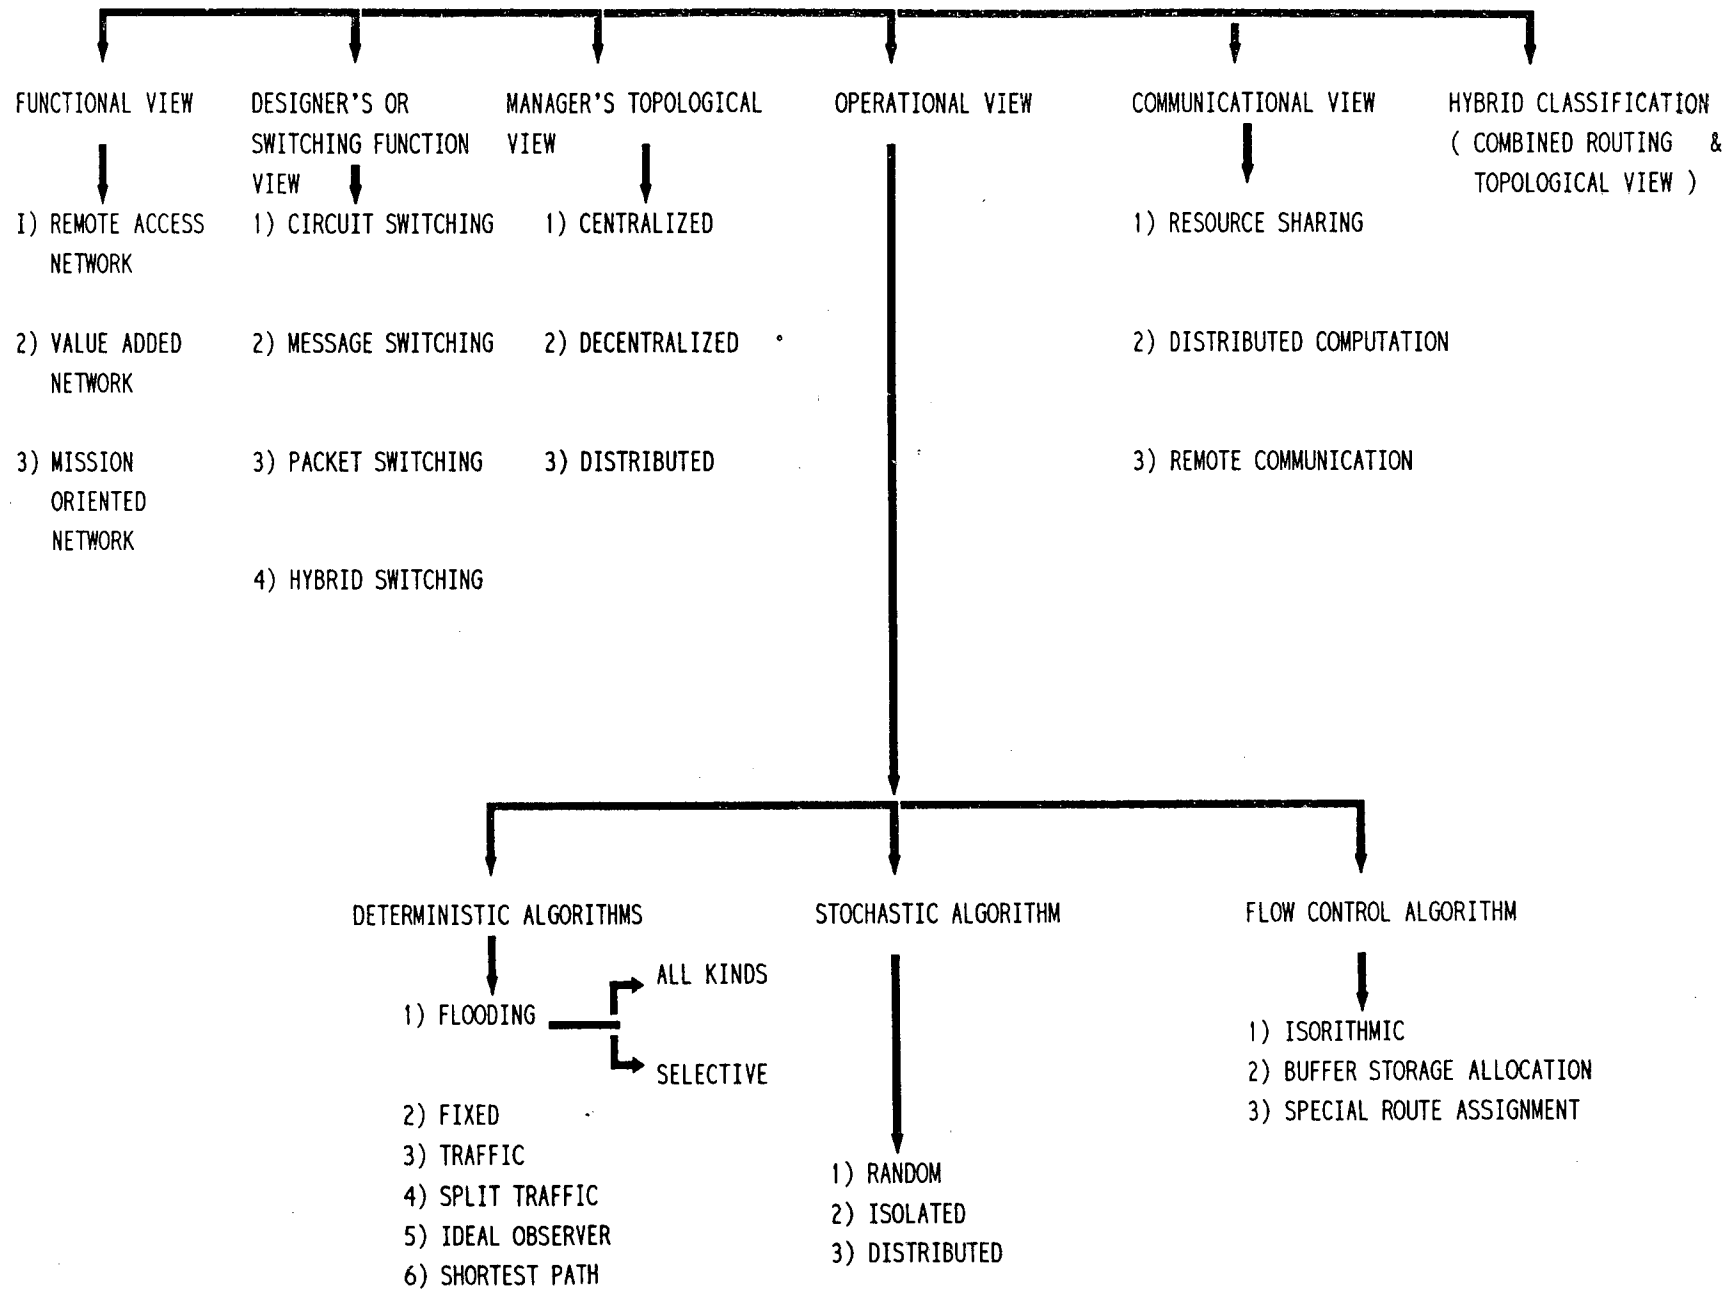 FUNCTIONAL VIEW
I) REMOTE ACCESS
NETWORK
2) VALUE ADDED
NETWORK
3) MISSION
ORIENTED
NETWORK
DESIGNER'S OR
SWITCHING FUNCTION
VIEW
1) CIRCUIT SWITCHING
2) MESSAGE SWITCHING
3) PACKET SWITCHING
4) HYBRID SWITCHING
MANAGER'S TOPOLOGICAL
VIEW
1) CENTRALIZED
2) DECENTRALIZED
3) DISTRIBUTED
OPERATIONAL VIEW
COMMUNICATIONAL VIEW
1) RESOURCE SHARING
2) DISTRIBUTED COMPUTATION
3) REMOTE COMMUNICATION
HYBRID CLASSIFICATION
( COMBINED ROUTING &
TOPOLOGICAL VIEW )
DETERMINISTIC ALGORITHMS
1) FLOODING
ALL KINDS
SELECTIVE
2) FIXED
3) TRAFFIC
4) SPLIT TRAFFIC
5) IDEAL OBSERVER
6) SHORTEST PATH
STOCHASTIC ALGORITHM
1) RANDOM
2) ISOLATED
3) DISTRIBUTED
FLOW CONTROL ALGORITHM
1) ISORITHMIC
2) BUFFER STORAGE ALLOCATION
3) SPECIAL ROUTE ASSIGNMENT